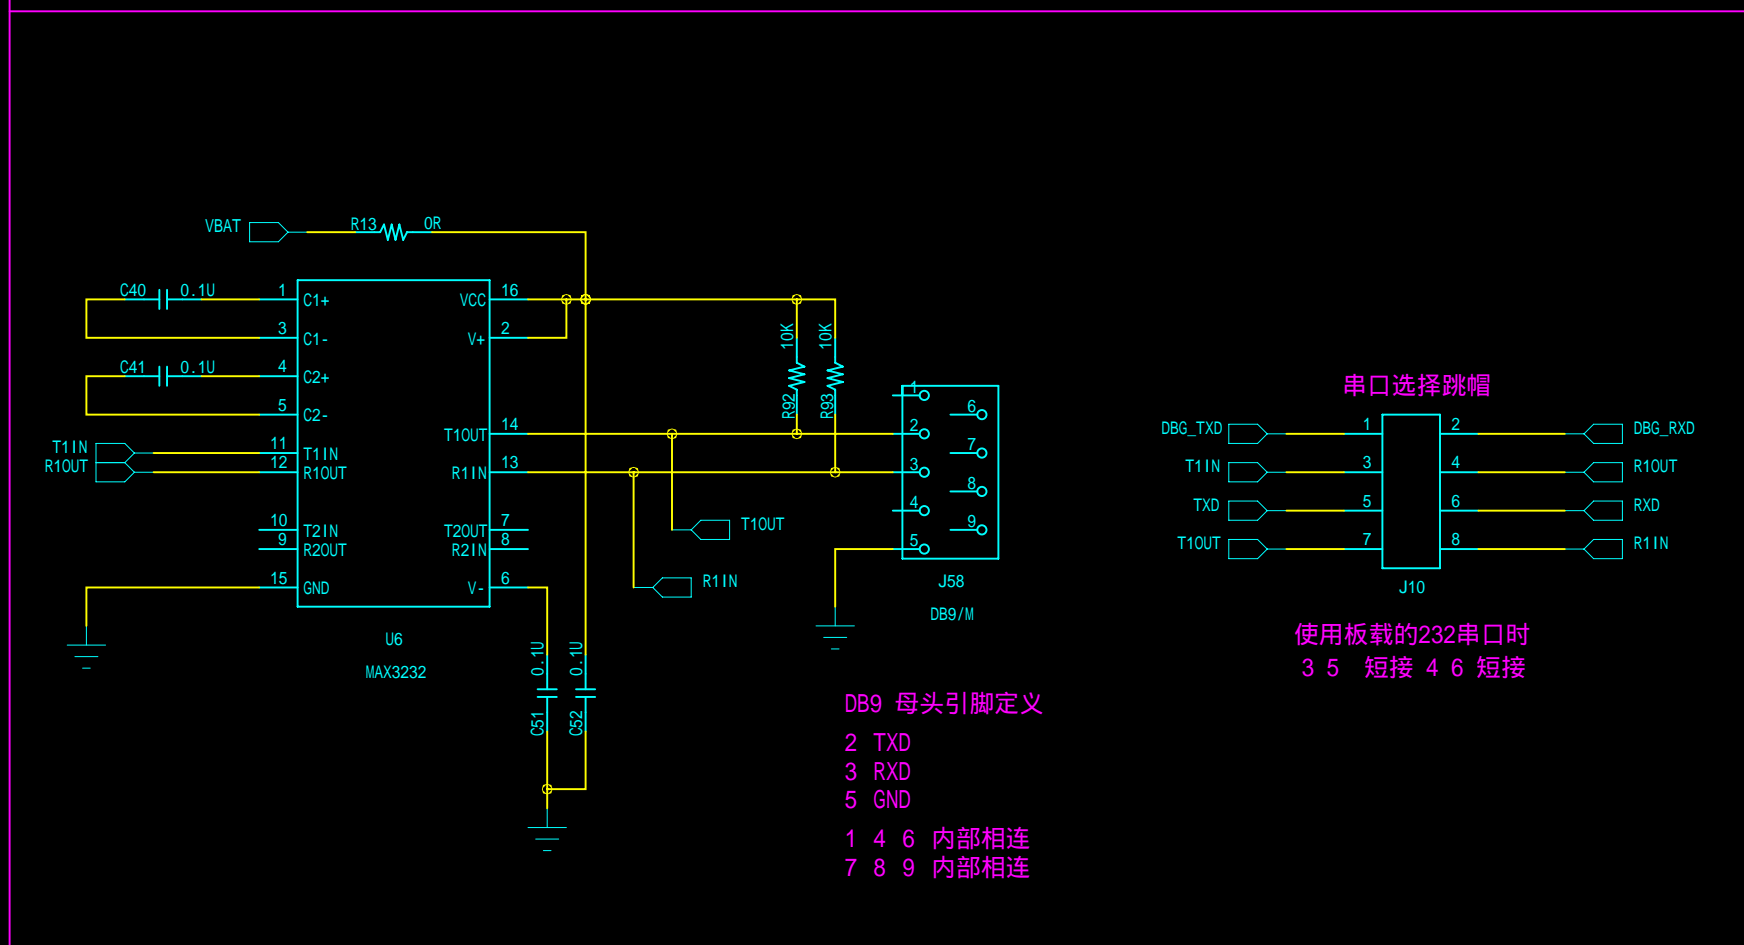 VBAT
R13 0R
C40 0.1U
1 C1+
3 C1-
C41 0.1U
4 C2+
5 C2-
T1IN
R1OUT
11 T1IN
12 R1OUT
10 T2IN
9 R2OUT
15 GND
VCC 16
V+ 2
T1OUT 14
R1IN 13
T2OUT 7
R2IN 8
V- 6
U6
MAX3232
0.1U
C51
0.1U
C52
10K
R92
10K
R93
T1OUT
R1IN
1
2
3
4
5
6
7
8
9
J58
DB9/M
DB9 母头引脚定义
2 TXD
3 RXD
5 GND
1 4 6 内部相连
7 8 9 内部相连
串口选择跳帽
DBG_TXD 1 2 DBG_RXD
T1IN 3 4 R1OUT
TXD 5 6 RXD
T1OUT 7 8 R1IN
J10
使用板载的232串口时
3 5 短接 4 6 短接